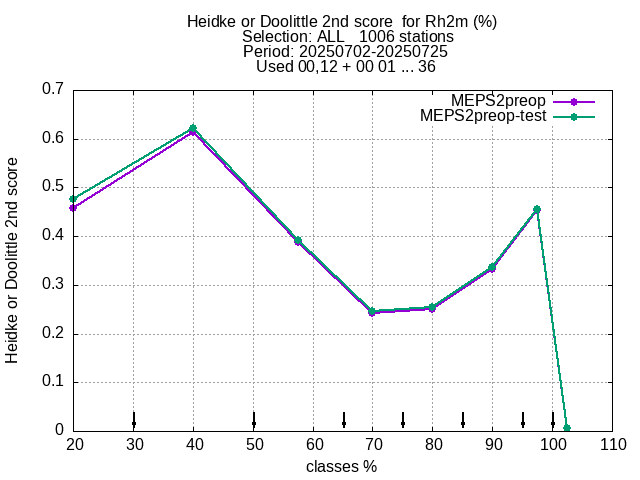 Heidke or Doolittle 2nd score  for Rh2m (%)
Selection: ALL   1006 stations
Period: 20250702-20250725
Used 00,12 + 00 01 ... 36
MEPS2preop
MEPS2preop-test
Heidke or Doolittle 2nd score
0.7
0.6
0.5
0.4
0.3
0.2
0.1
0
20 30 40 50 60 70 80 90 100 110
classes %